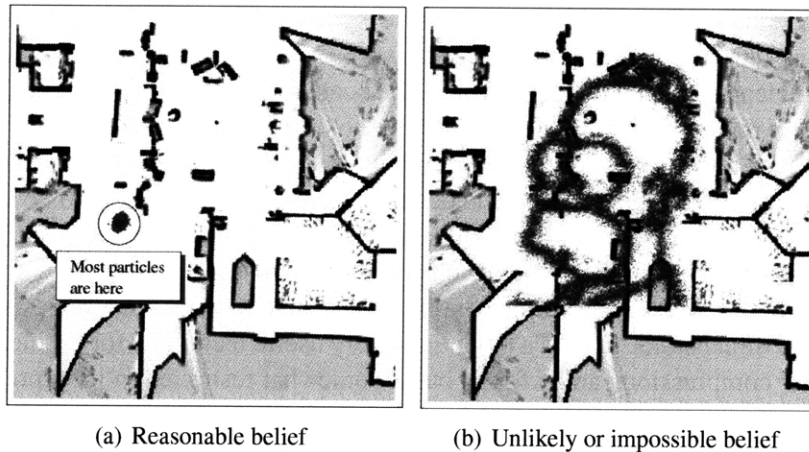 Most particles
are here
(a) Reasonable belief
(b) Unlikely or impossible belief